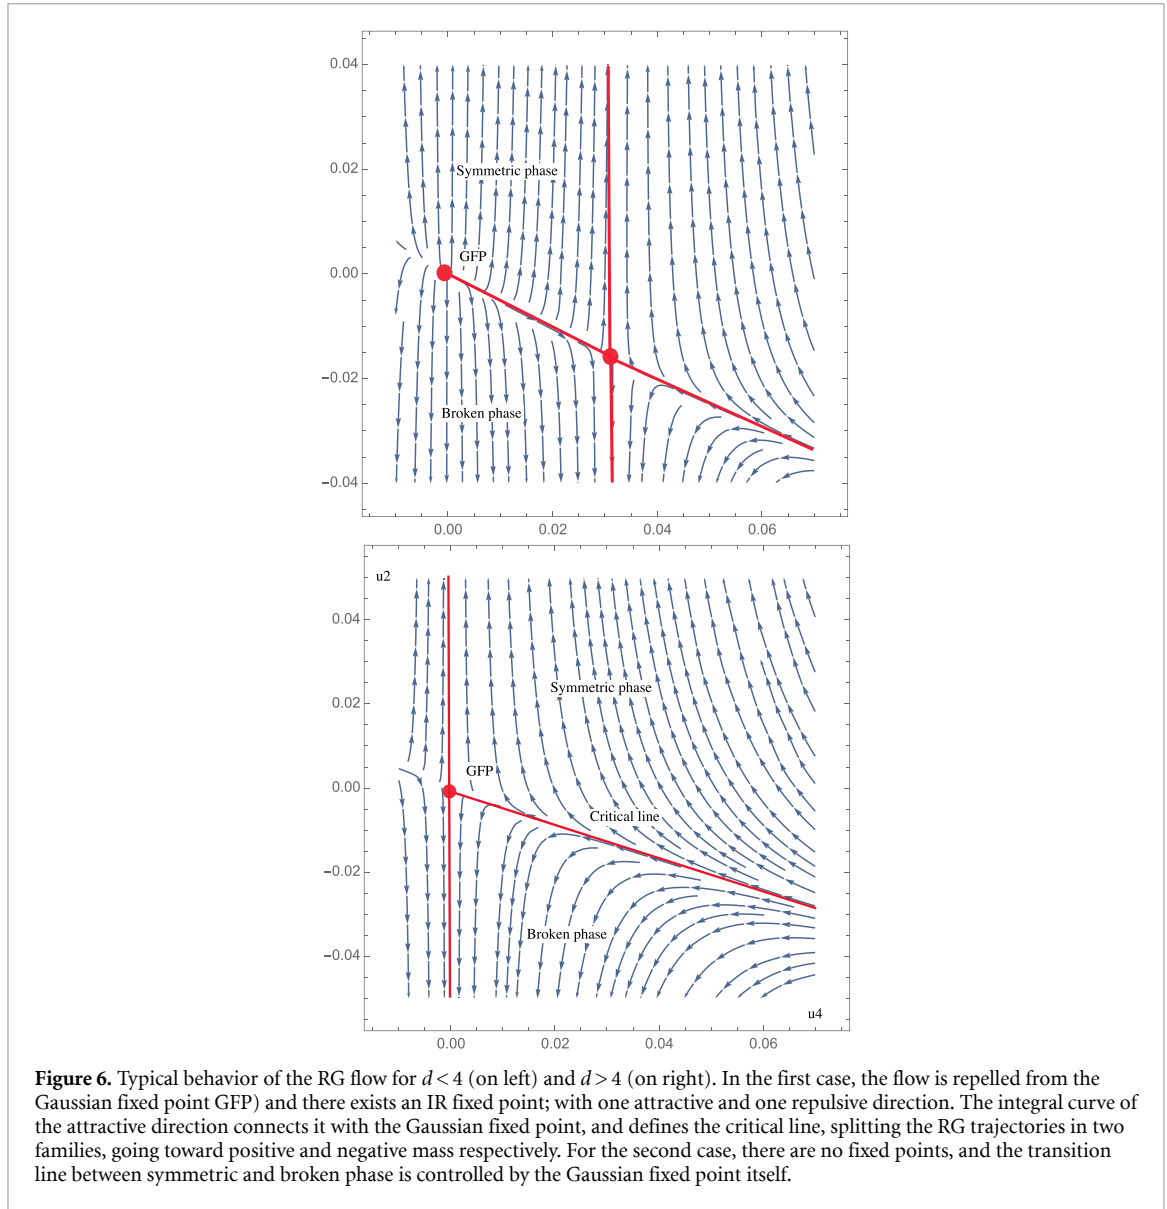 0.04
0.02
Symmetric phase
GFP
0.00
−0.02
Broken phase
−0.04
0.00 0.02 0.04 0.06
u2
0.04
Symmetric phase
0.02
GFP
0.00
Critical line
−0.02
Broken phase
−0.04
u4
0.00 0.02 0.04 0.06
Figure 6. Typical behavior of the RG flow for d < 4 (on left) and d > 4 (on right). In the first case, the flow is repelled from the
Gaussian fixed point GFP) and there exists an IR fixed point; with one attractive and one repulsive direction. The integral curve of
the attractive direction connects it with the Gaussian fixed point, and defines the critical line, splitting the RG trajectories in two
families, going toward positive and negative mass respectively. For the second case, there are no fixed points, and the transition
line between symmetric and broken phase is controlled by the Gaussian fixed point itself.